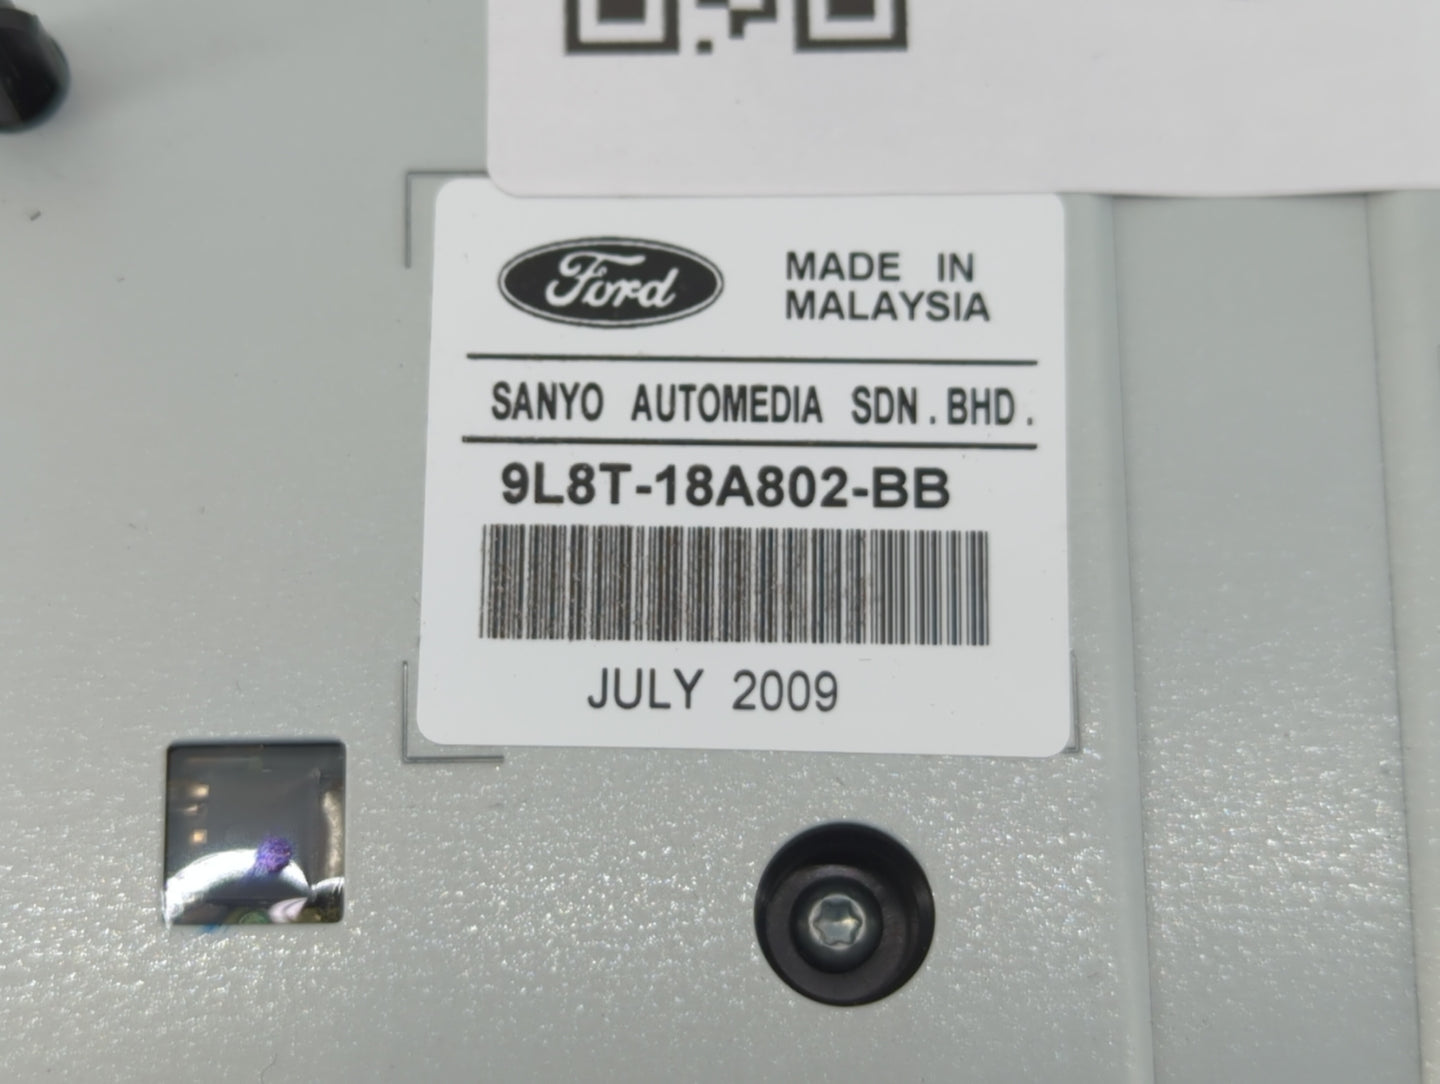 Ford
MADE IN
MALAYSIA
SANYO AUTOMEDIA SDN. BHD.
9L8T-18A802-BB
JULY 2009